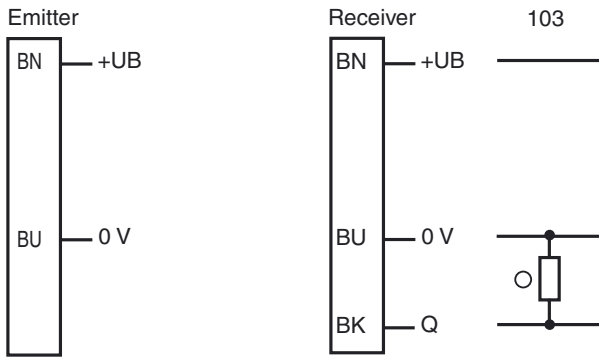 Emitter
BN +UB
BU 0 V
Receiver
BN +UB
BU 0 V
BK Q
103